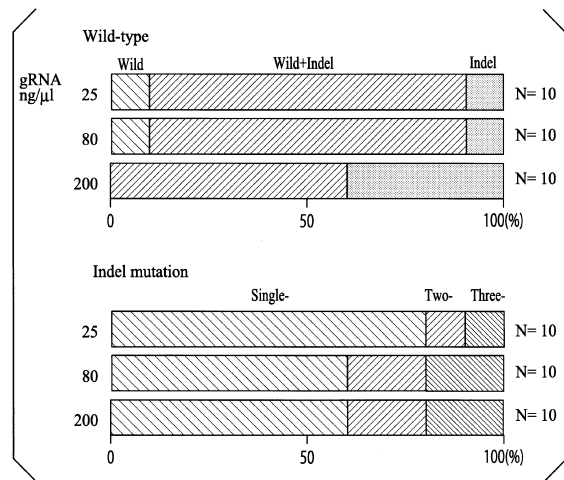 Wild-type
gRNA
ng/μl
Wild Wild+Indel Indel
25 N= 10
80 N= 10
200 N= 10
0 50 100(%)
Indel mutation
Single- Two- Three-
25 N= 10
80 N= 10
200 N= 10
0 50 100(%)